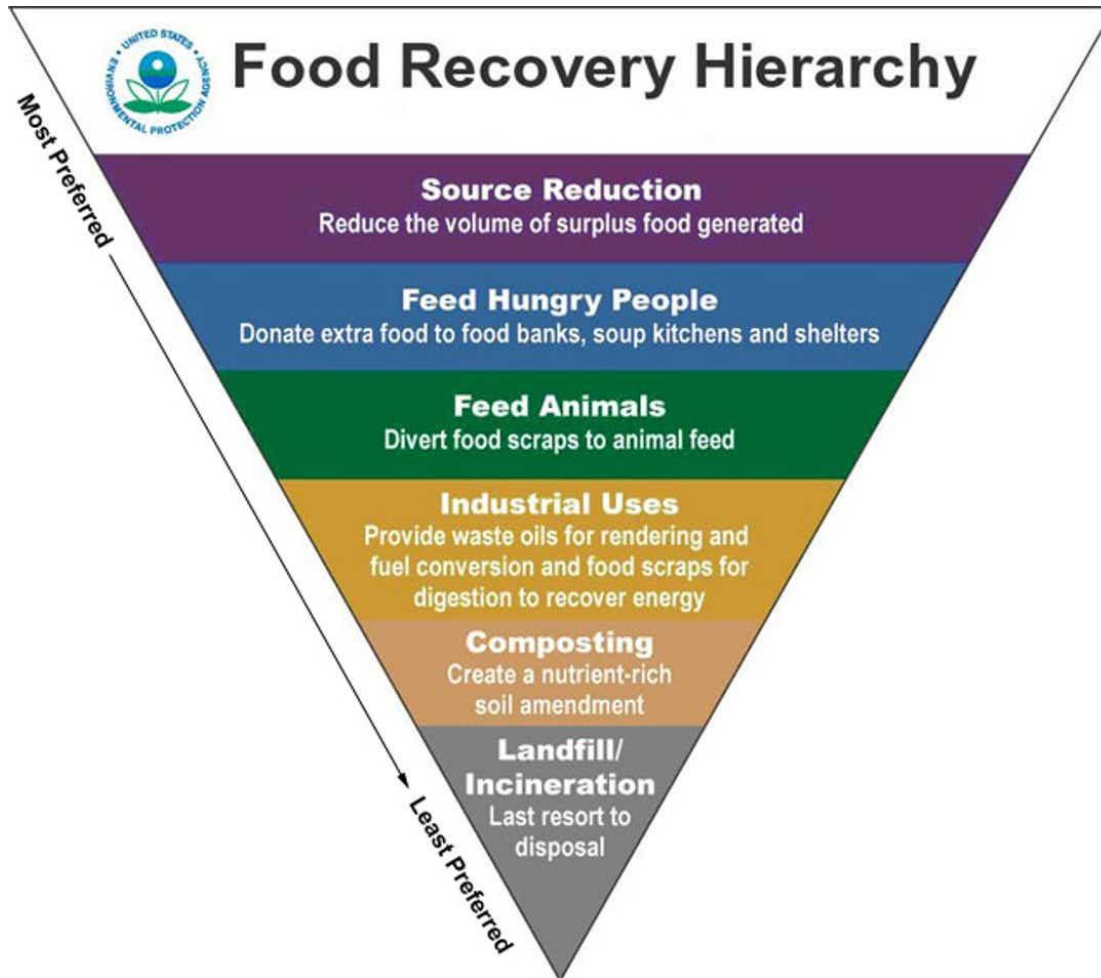 UNITED STATES
ENVIRONMENTAL PROTECTION AGENCY
Food Recovery Hierarchy
Most Preferred
Source Reduction
Reduce the volume of surplus food generated
Feed Hungry People
Donate extra food to food banks, soup kitchens and shelters
Feed Animals
Divert food scraps to animal feed
Industrial Uses
Provide waste oils for rendering and
fuel conversion and food scraps for
digestion to recover energy
Composting
Create a nutrient-rich
soil amendment
Landfill/
Incineration
Last resort to
disposal
Least Preferred